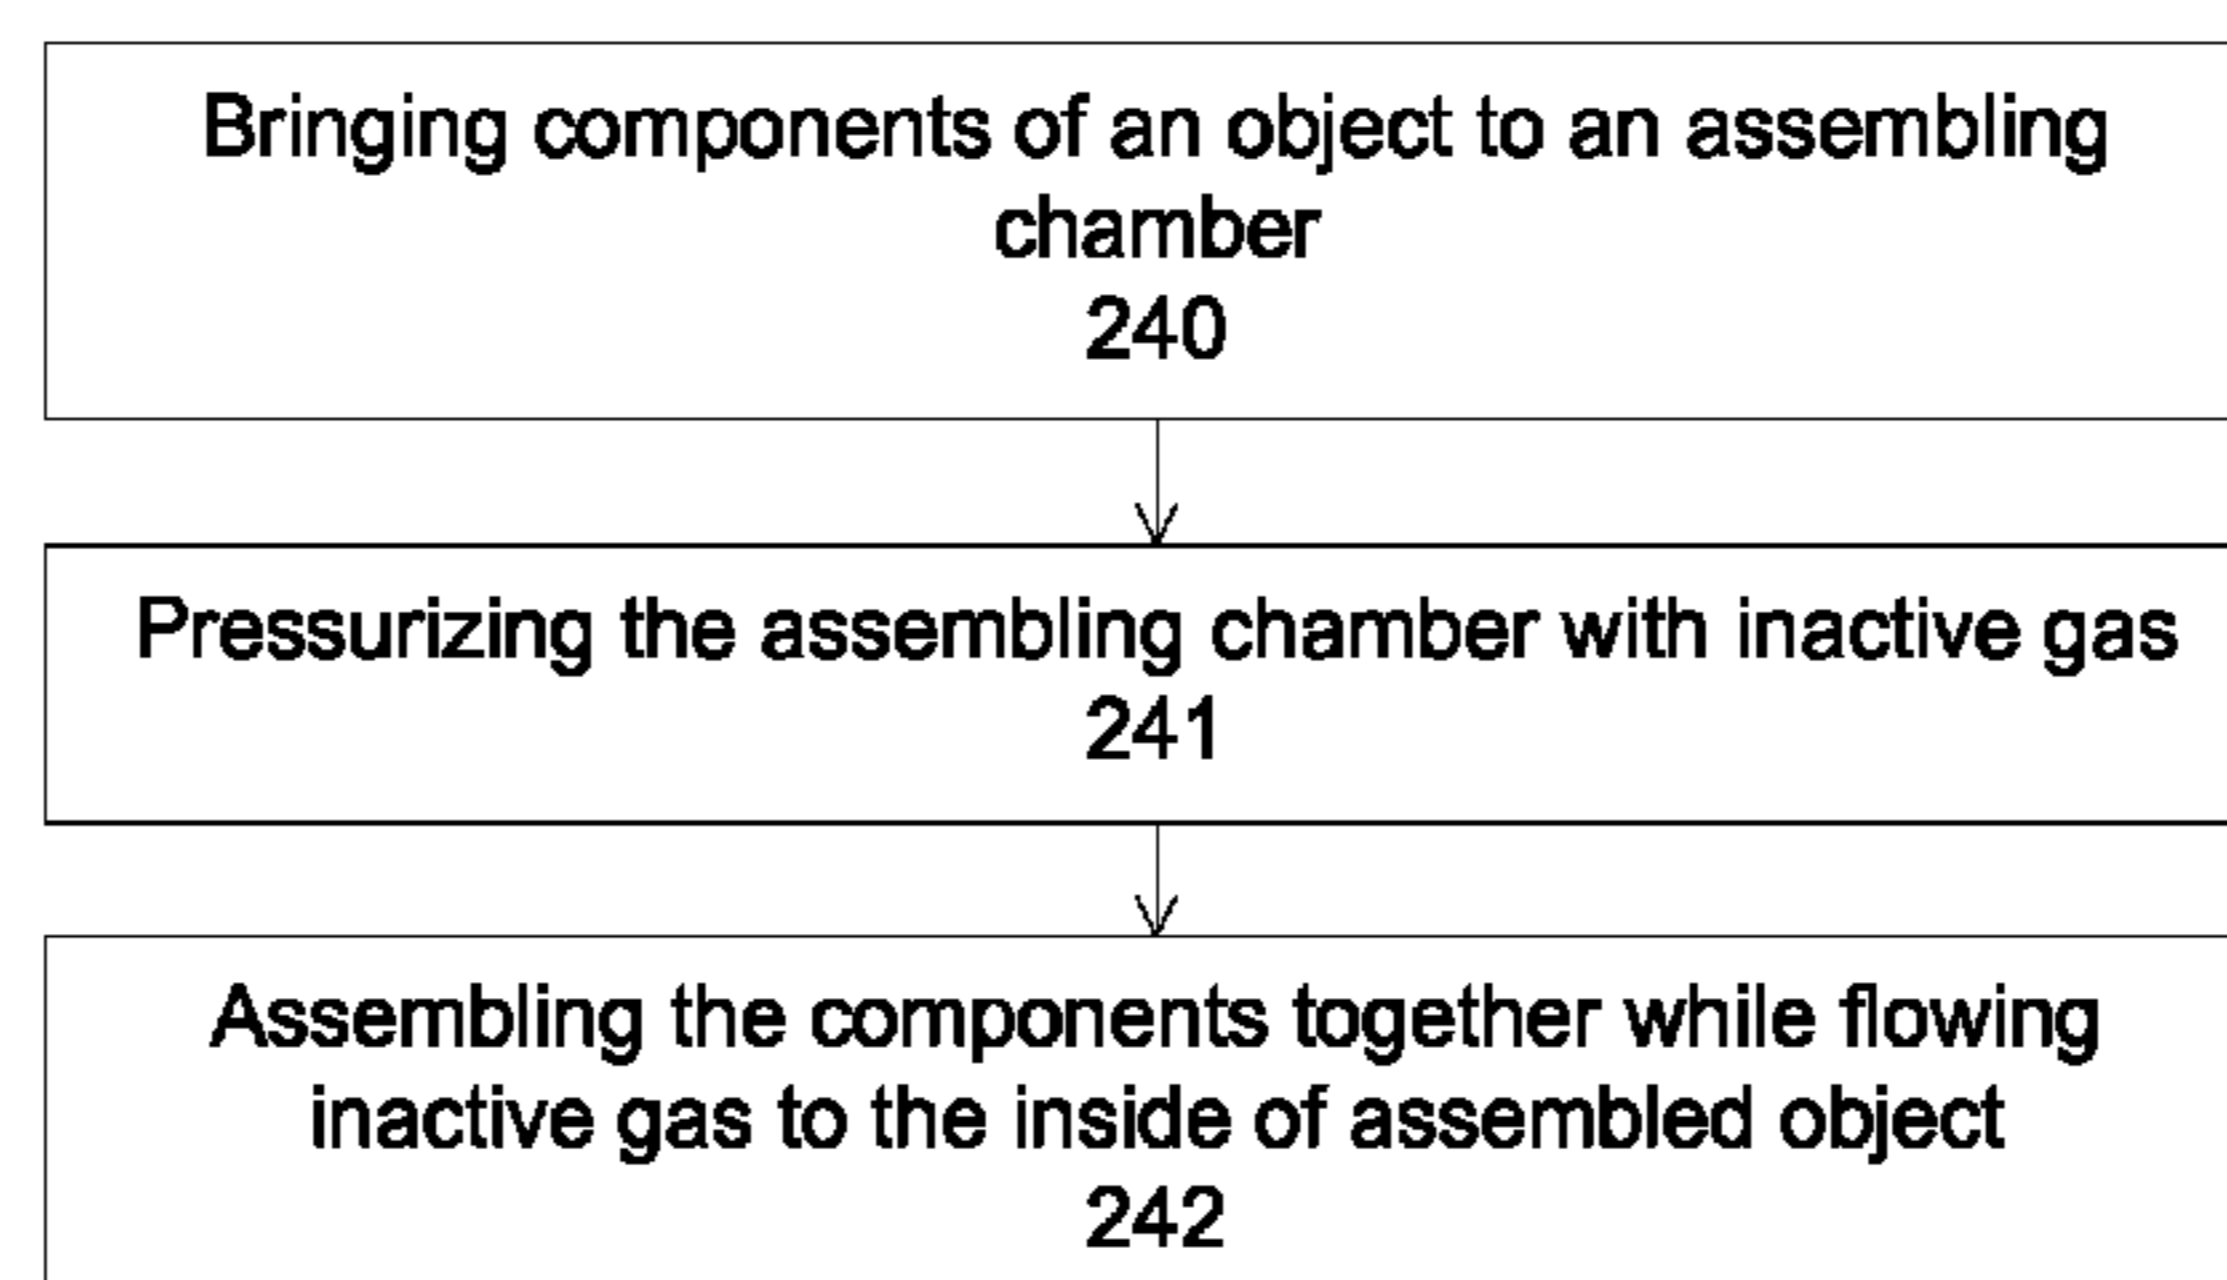 Bringing components of an object to an assembling
chamber
240
Pressurizing the assembling chamber with inactive gas
241
Assembling the components together while flowing
inactive gas to the inside of assembled object
242